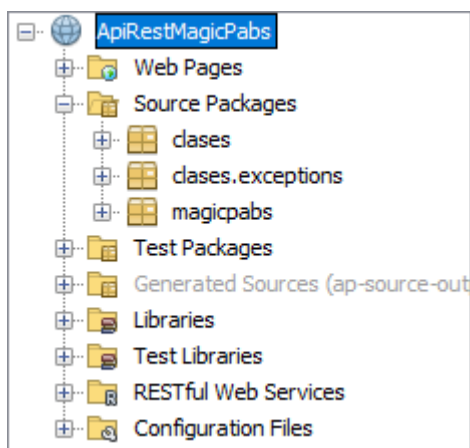 ApiRestMagicPabs
Web Pages
Source Packages
clases
clases.exceptions
magicpabs
Test Packages
Generated Sources (ap-source-out
Libraries
Test Libraries
RESTful Web Services
Configuration Files